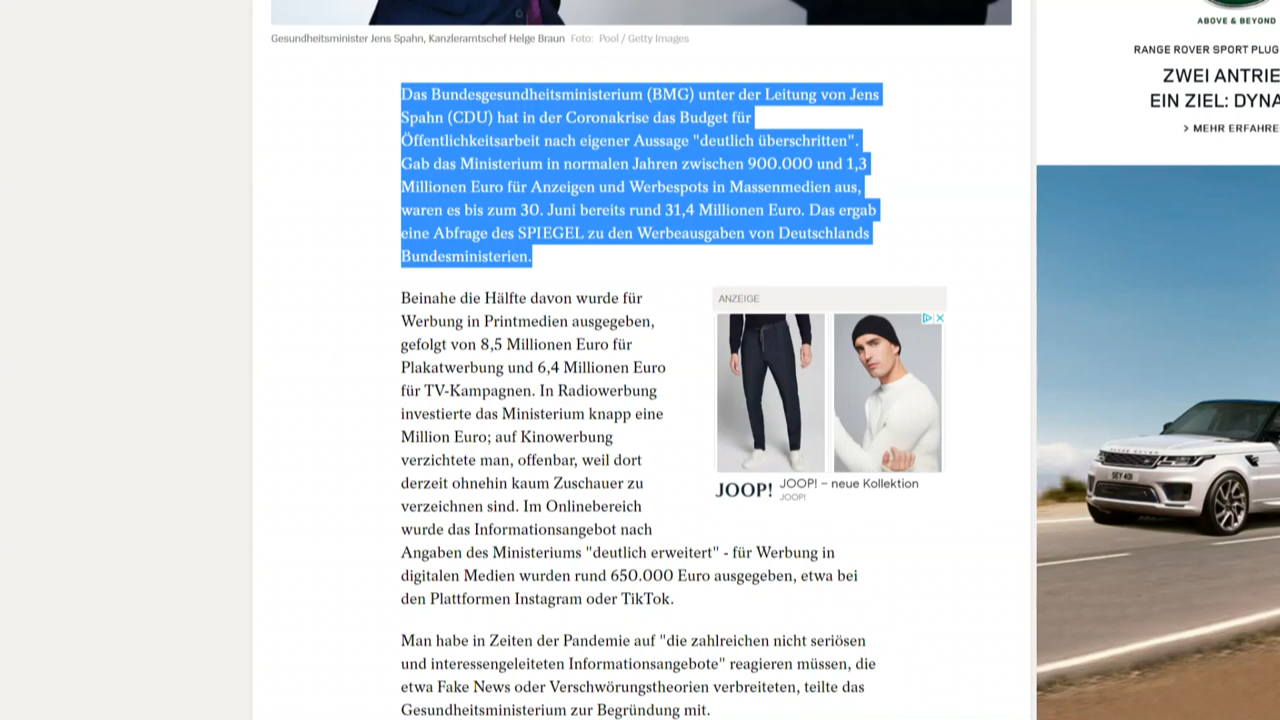 Gesundheitsminister Jens Spahn, Kanzleramtschef Helge Braun Foto: Pool / Getty Images
Das Bundesgesundheitsministerium (BMG) unter der Leitung von Jens
Spahn (CDU) hat in der Coronakrise das Budget für
Öffentlichkeitsarbeit nach eigener Aussage "deutlich überschritten".
Gab das Ministerium in normalen Jahren zwischen 900.000 und 1,3
Millionen Euro für Anzeigen und Werbespots in Massenmedien aus,
waren es bis zum 30. Juni bereits rund 31,4 Millionen Euro. Das ergab
eine Abfrage des SPIEGEL zu den Werbeausgaben von Deutschlands
Bundesministerien.
Beinahe die Hälfte davon wurde für
Werbung in Printmedien ausgegeben,
gefolgt von 8,5 Millionen Euro für
Plakatwerbung und 6,4 Millionen Euro
für TV-Kampagnen. In Radiowerbung
investierte das Ministerium knapp eine
Million Euro; auf Kinowerbung
verzichtete man, offenbar, weil dort
derzeit ohnehin kaum Zuschauer zu
verzeichnen sind. Im Onlinebereich
wurde das Informationsangebot nach
Angaben des Ministeriums "deutlich erweitert" - für Werbung in
digitalen Medien wurden rund 650.000 Euro ausgegeben, etwa bei
den Plattformen Instagram oder TikTok.
Man habe in Zeiten der Pandemie auf "die zahlreichen nicht seriösen
und interessengeleiteten Informationsangebote" reagieren müssen, die
etwa Fake News oder Verschwörungstheorien verbreiteten, teilte das
Gesundheitsministerium zur Begründung mit.
ANZEIGE
JOOP!
JOOP! – neue Kollektion
JOOP!
ABOVE & BEYOND
RANGE ROVER SPORT PLUG
ZWEI ANTRIE
EIN ZIEL: DYNA
> MEHR ERFAHRE